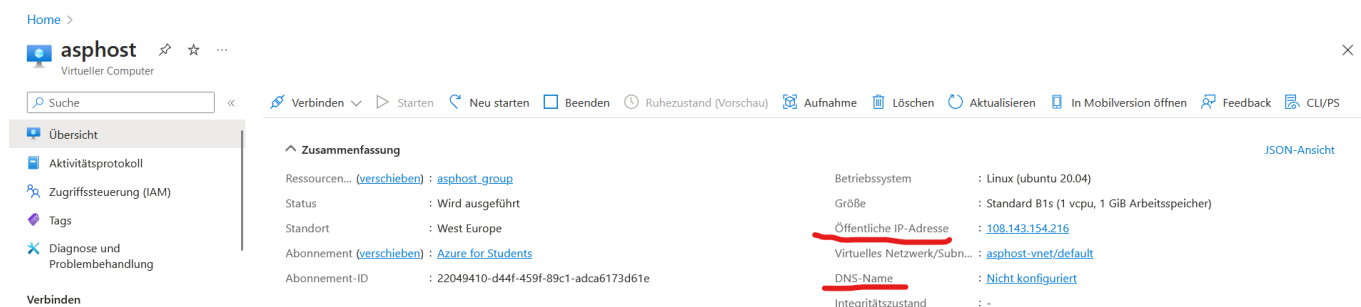 Home >
asphost
Virtueller Computer
Suche
Verbinden Starten Neu starten Beenden Ruhezustand (Vorschau) Aufnahme Löschen Aktualisieren In Mobilversion öffnen Feedback CLI/PS
Übersicht
Aktivitätsprotokoll
Zugriffssteuerung (IAM)
Tags
Diagnose und
Problembehandlung
Verbinden
Zusammenfassung
JSON-Ansicht
Ressourcen... (verschieben) : asphost_group
Status : Wird ausgeführt
Standort : West Europe
Abonnement (verschieben) : Azure for Students
Abonnement-ID : 22049410-d44f-459f-89c1-adca6173d61e
Betriebssystem : Linux (ubuntu 20.04)
Größe : Standard B1s (1 vcpu, 1 GiB Arbeitsspeicher)
Öffentliche IP-Adresse : 108.143.154.216
Virtuelles Netzwerk/Subn... : asphost-vnet/default
DNS-Name : Nicht konfiguriert
Integritätszustand : -